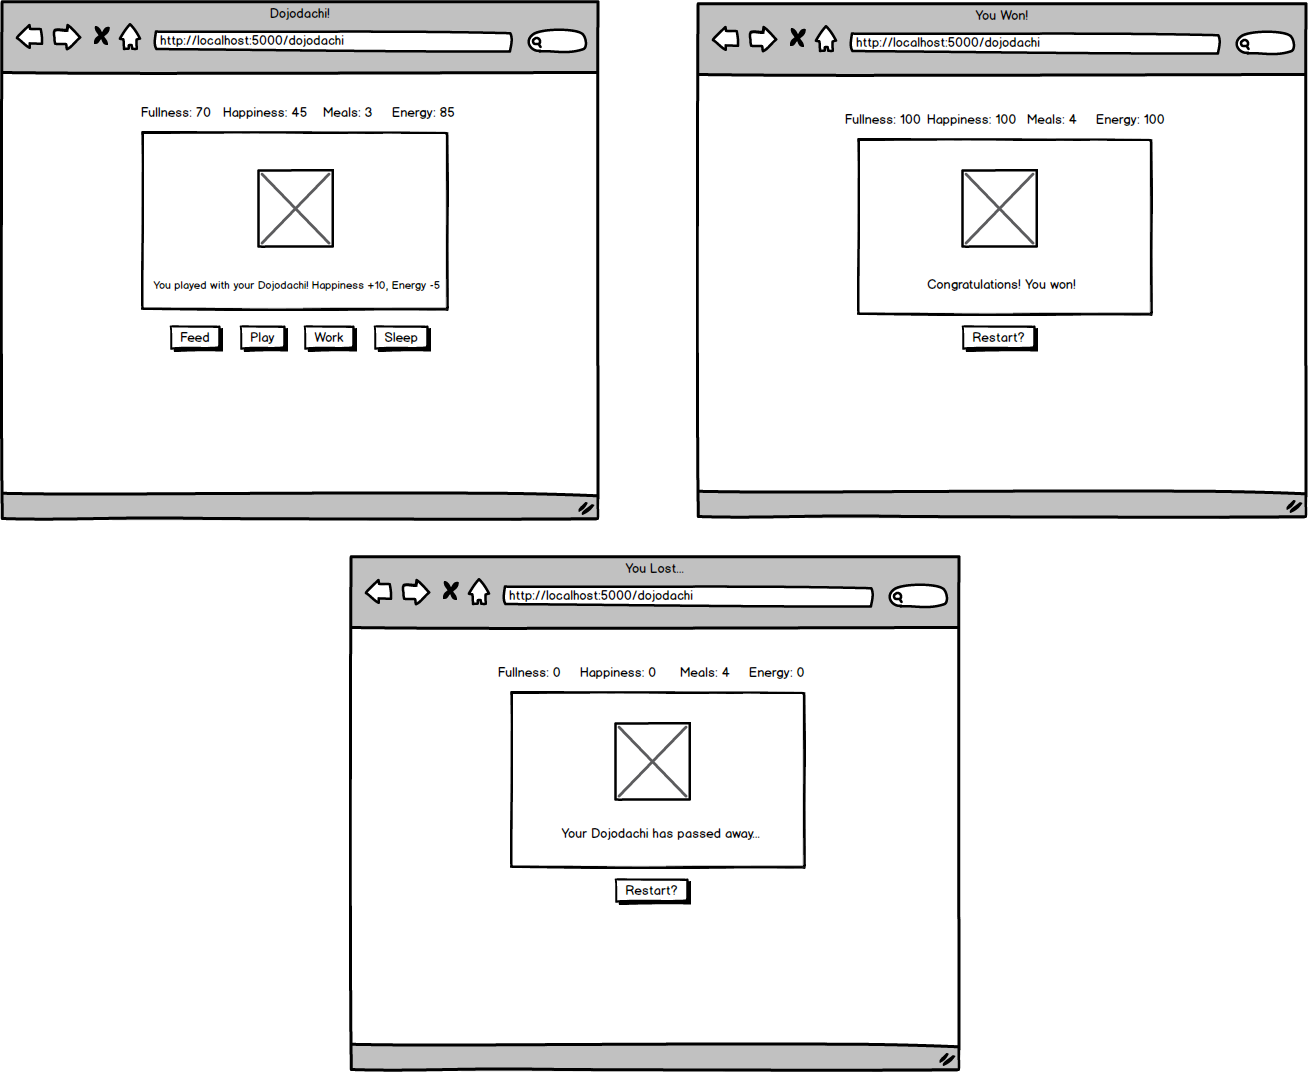 Dojodachi!
http://localhost:5000/dojodachi
Fullness: 70 Happiness: 45 Meals: 3 Energy: 85
You played with your Dojodachi! Happiness +10, Energy -5
Feed Play Work Sleep
You Won!
http://localhost:5000/dojodachi
Fullness: 100 Happiness: 100 Meals: 4 Energy: 100
Congratulations! You won!
Restart?
You Lost...
http://localhost:5000/dojodachi
Fullness: 0 Happiness: 0 Meals: 4 Energy: 0
Your Dojodachi has passed away...
Restart?